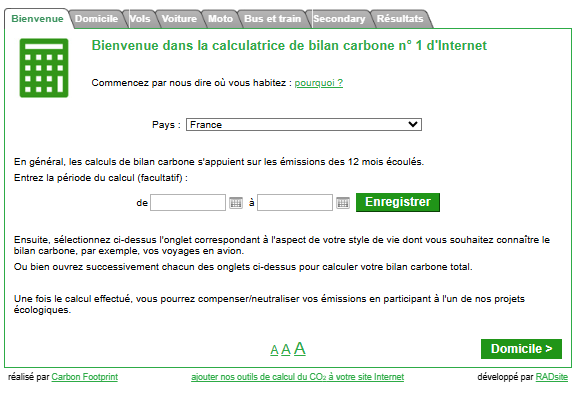 Bienvenue Domicile Vols Voiture Moto Bus et train Secondary Résultats
Bienvenue dans la calculatrice de bilan carbone n° 1 d'Internet
Commencez par nous dire où vous habitez : pourquoi ?
Pays : France
En général, les calculs de bilan carbone s'appuient sur les émissions des 12 mois écoulés.
Entrez la période du calcul (facultatif) :
de à Enregistrer
Ensuite, sélectionnez ci-dessus l'onglet correspondant à l'aspect de votre style de vie dont vous souhaitez connaître le
bilan carbone, par exemple, vos voyages en avion.
Ou bien ouvrez successivement chacun des onglets ci-dessus pour calculer votre bilan carbone total.
Une fois le calcul effectué, vous pourrez compenser/neutraliser vos émissions en participant à l'un de nos projets
écologiques.
A A A
Domicile >
réalisé par Carbon Footprint ajouter nos outils de calcul du CO₂ à votre site Internet développé par RADsite